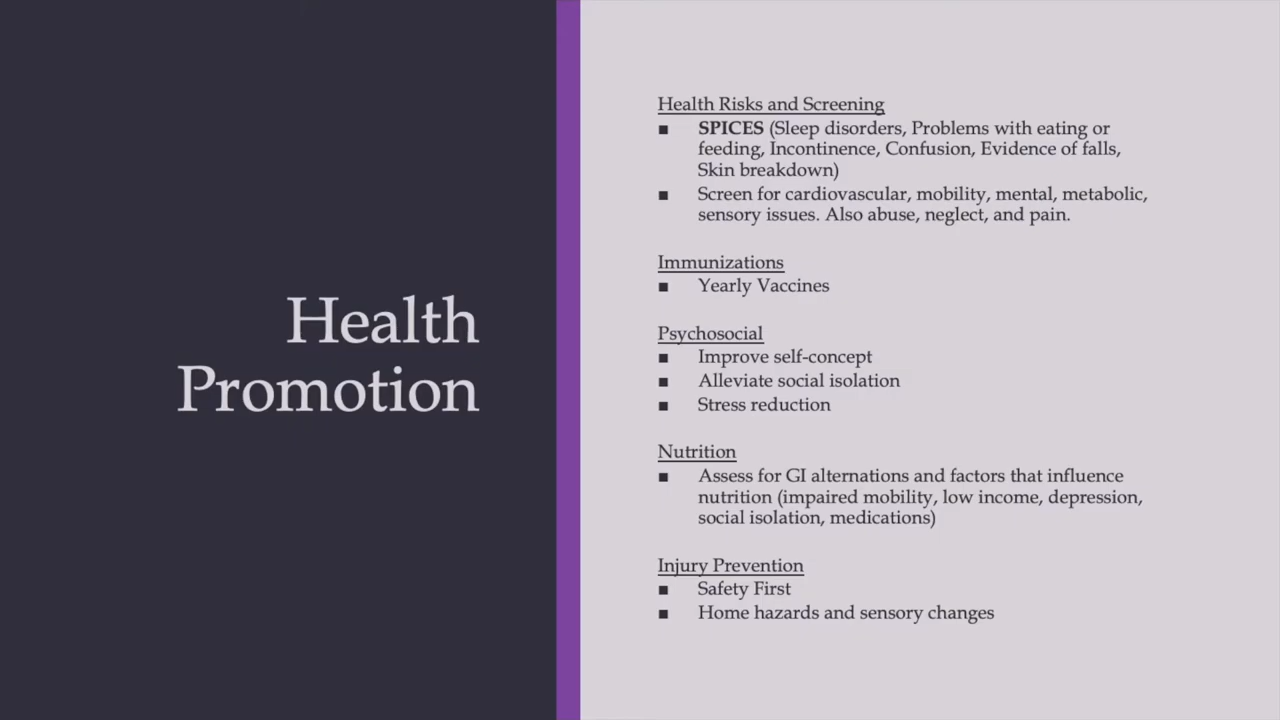 Health
Promotion
Health Risks and Screening
■ SPICES (Sleep disorders, Problems with eating or
feeding, Incontinence, Confusion, Evidence of falls,
Skin breakdown)
■ Screen for cardiovascular, mobility, mental, metabolic,
sensory issues. Also abuse, neglect, and pain.
Immunizations
■ Yearly Vaccines
Psychosocial
■ Improve self-concept
■ Alleviate social isolation
■ Stress reduction
Nutrition
■ Assess for GI alternations and factors that influence
nutrition (impaired mobility, low income, depression,
social isolation, medications)
Injury Prevention
■ Safety First
■ Home hazards and sensory changes